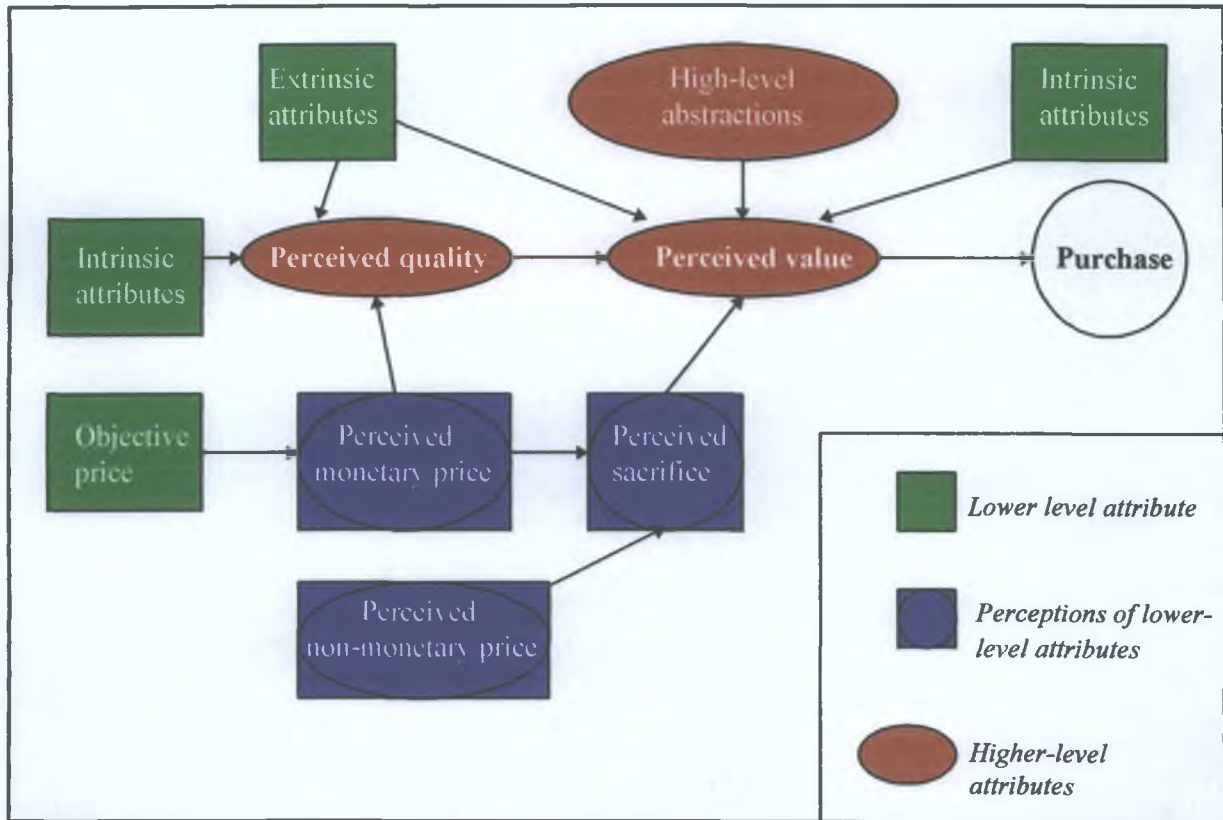 Extrinsic
attributes
High-level
abstractions
Intrinsic
attributes
Intrinsic
attributes
Perceived quality
Perceived value
Purchase
Objective
price
Perceived
monetary price
Perceived
sacrifice
Perceived
non-monetary price
Lower level attribute
Perceptions of lower-
level attributes
Higher-level
attributes